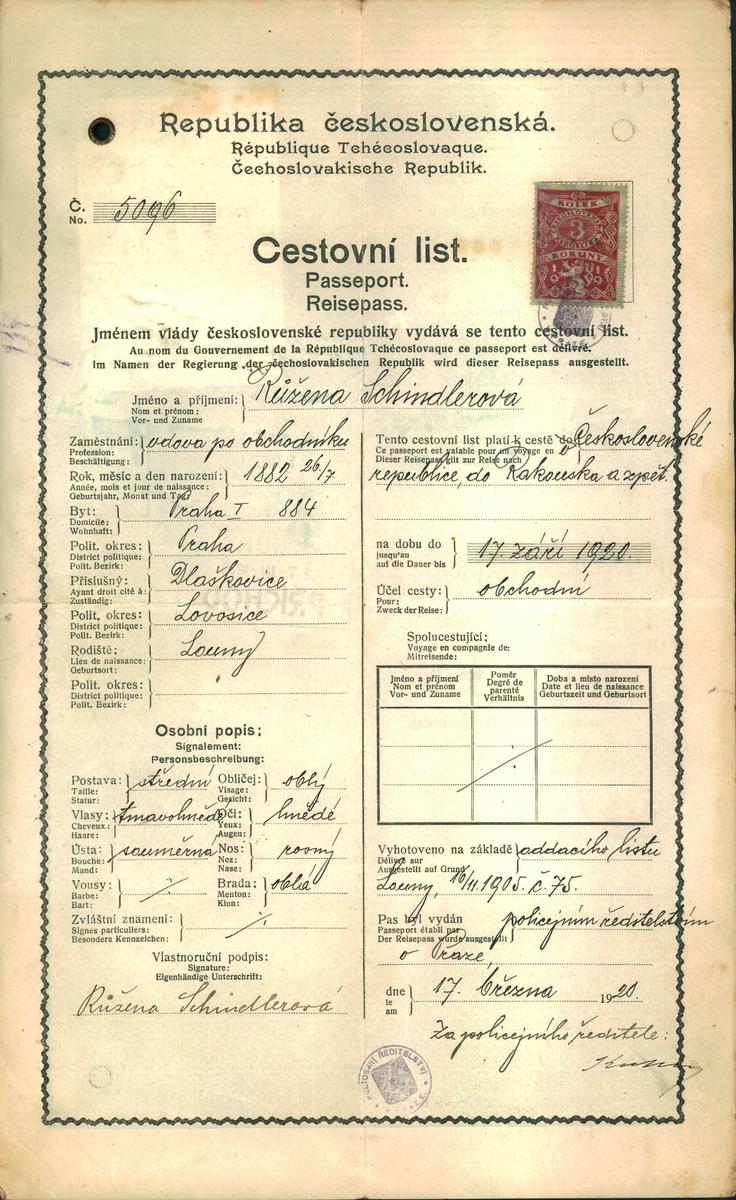 Republika československá.
République Tchécoslovaque.
Čechoslovakische Republik.
Č.
No. 5096
KOLEK
3
KORUNY
1919
Cestovní list.
Passeport.
Reisepass.
Jménem vlády československé republiky vydává se tento cestovní list.
Au nom du Gouvernement de la République Tchécoslovaque ce passeport est délivré.
Im Namen der Regierung der čechoslovakischen Republik wird dieser Reisepass ausgestellt.
Jméno a příjmení: Růžena Schindlerová
Nom et prénom:
Vor- und Zuname
Zaměstnání: vdova po obchodníku
Profession:
Beschäftigung:
Rok, měsíc a den narození: 1882 26/7
Année, mois et jour de naissance:
Geburtsjahr, Monat und Tag:
Byt: Praha I 884
Domicile:
Wohnhaft:
Polit. okres: Praha
District politique:
Polit. Bezirk:
Příslušný: Dlaškovice
Ayant droit cité à:
Zuständig:
Polit. okres: Lovosice
District politique:
Polit. Bezirk:
Rodiště: Louny
Lieu de naissance:
Geburtsort:
Polit. okres: "
District politique:
Polit. Bezirk:
Osobní popis:
Signalement:
Personsbeschreibung:
Postava: střední Obličej: oblý
Taille: Visage:
Statur: Gesicht:
Vlasy: tmavohnědé Oči: hnědé
Cheveux: Yeux:
Haare: Augen:
Ústa: souměrná Nos: rovný
Bouche: Nez:
Mund: Nase:
Vousy: ·/· Brada: oblá
Barbe: Menton:
Bart: Kinn:
Zvláštní znamení: ·/·
Signes particuliers:
Besondere Kennzeichen:
Vlastnoruční podpis:
Signature:
Eigenhändige Unterschrift:
Růžena Schindlerová
Tento cestovní list platí k cestě do v Československé
Ce passeport est valable pour un voyage en
Dieser Reisepass gilt zur Reise nach
republice, do Rakouska a zpět.
na dobu do 17. září 1920.
jusqu'au
auf die Dauer bis
Účel cesty: obchodní
Pour:
Zweck der Reise:
Spolucestující:
Voyage en compagnie de:
Mitreisende:
Jméno a příjmení Poměr Doba a místo narození
Nom et prénom Degré de parenté Date et lieu de naissance
Vor- und Zuname Verhältnis Geburtszeit und Geburtsort
·/·
Vyhotoveno na základě oddacího listu
Délivré sur
Ausgestellt auf Grund
Louny, 16/II. 1905. č. 75.
Pas byl vydán policejním ředitelstvím
Passeport établi par
Der Reisepass wurde ausgestellt
v Praze,
dne 17. března 1920.
le
am
Za policejního ředitele:
POLICEJNÍ ŘEDITELSTVÍ